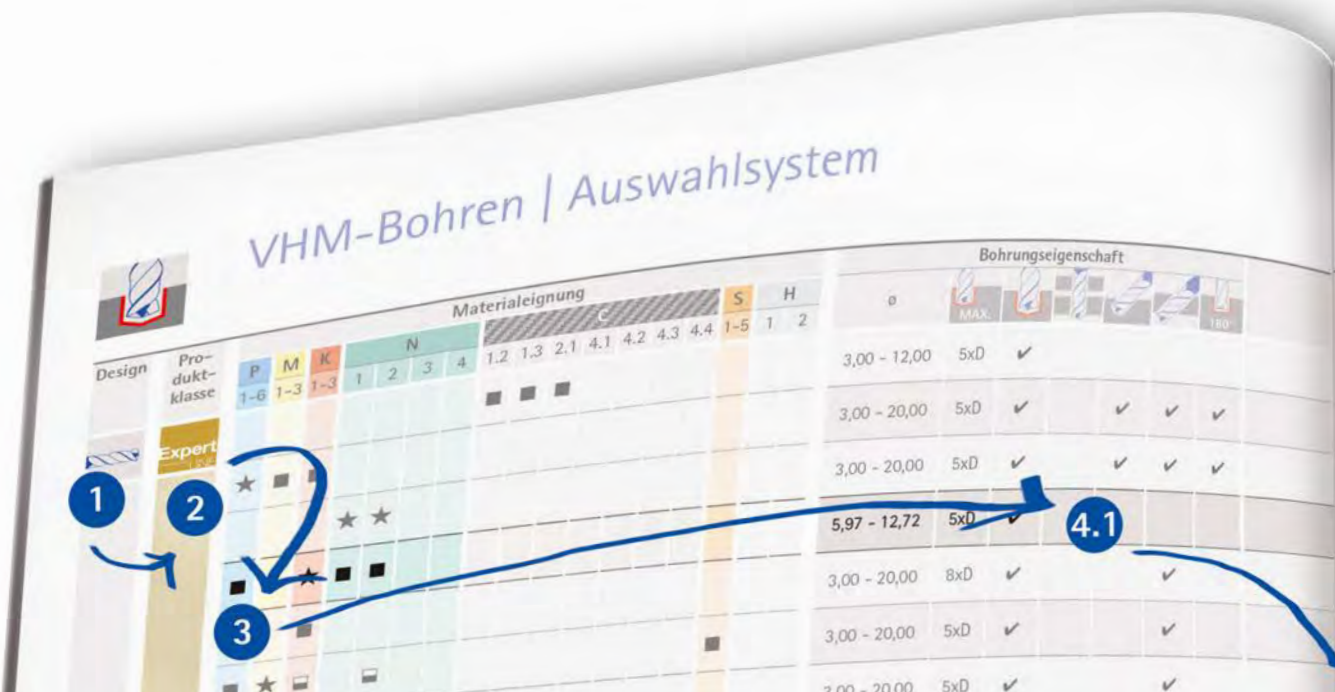 VHM-Bohren | Auswahlsystem
Bohrungseigenschaft
Materialeignung
Design
Pro-
dukt-
klasse
P M K N C S H ø MAX. 180°
1-6 1-3 1-3 1 2 3 4 1.2 1.3 2.1 4.1 4.2 4.3 4.4 1-5 1 2
3,00 - 12,00 5xD ✔
3,00 - 20,00 5xD ✔ ✔ ✔ ✔
Expert
3,00 - 20,00 5xD ✔ ✔ ✔ ✔
1
2
5,97 - 12,72 5xD ✔
4.1
3,00 - 20,00 8xD ✔ ✔
3
3,00 - 20,00 5xD ✔ ✔
3,00 - 20,00 5xD ✔ ✔